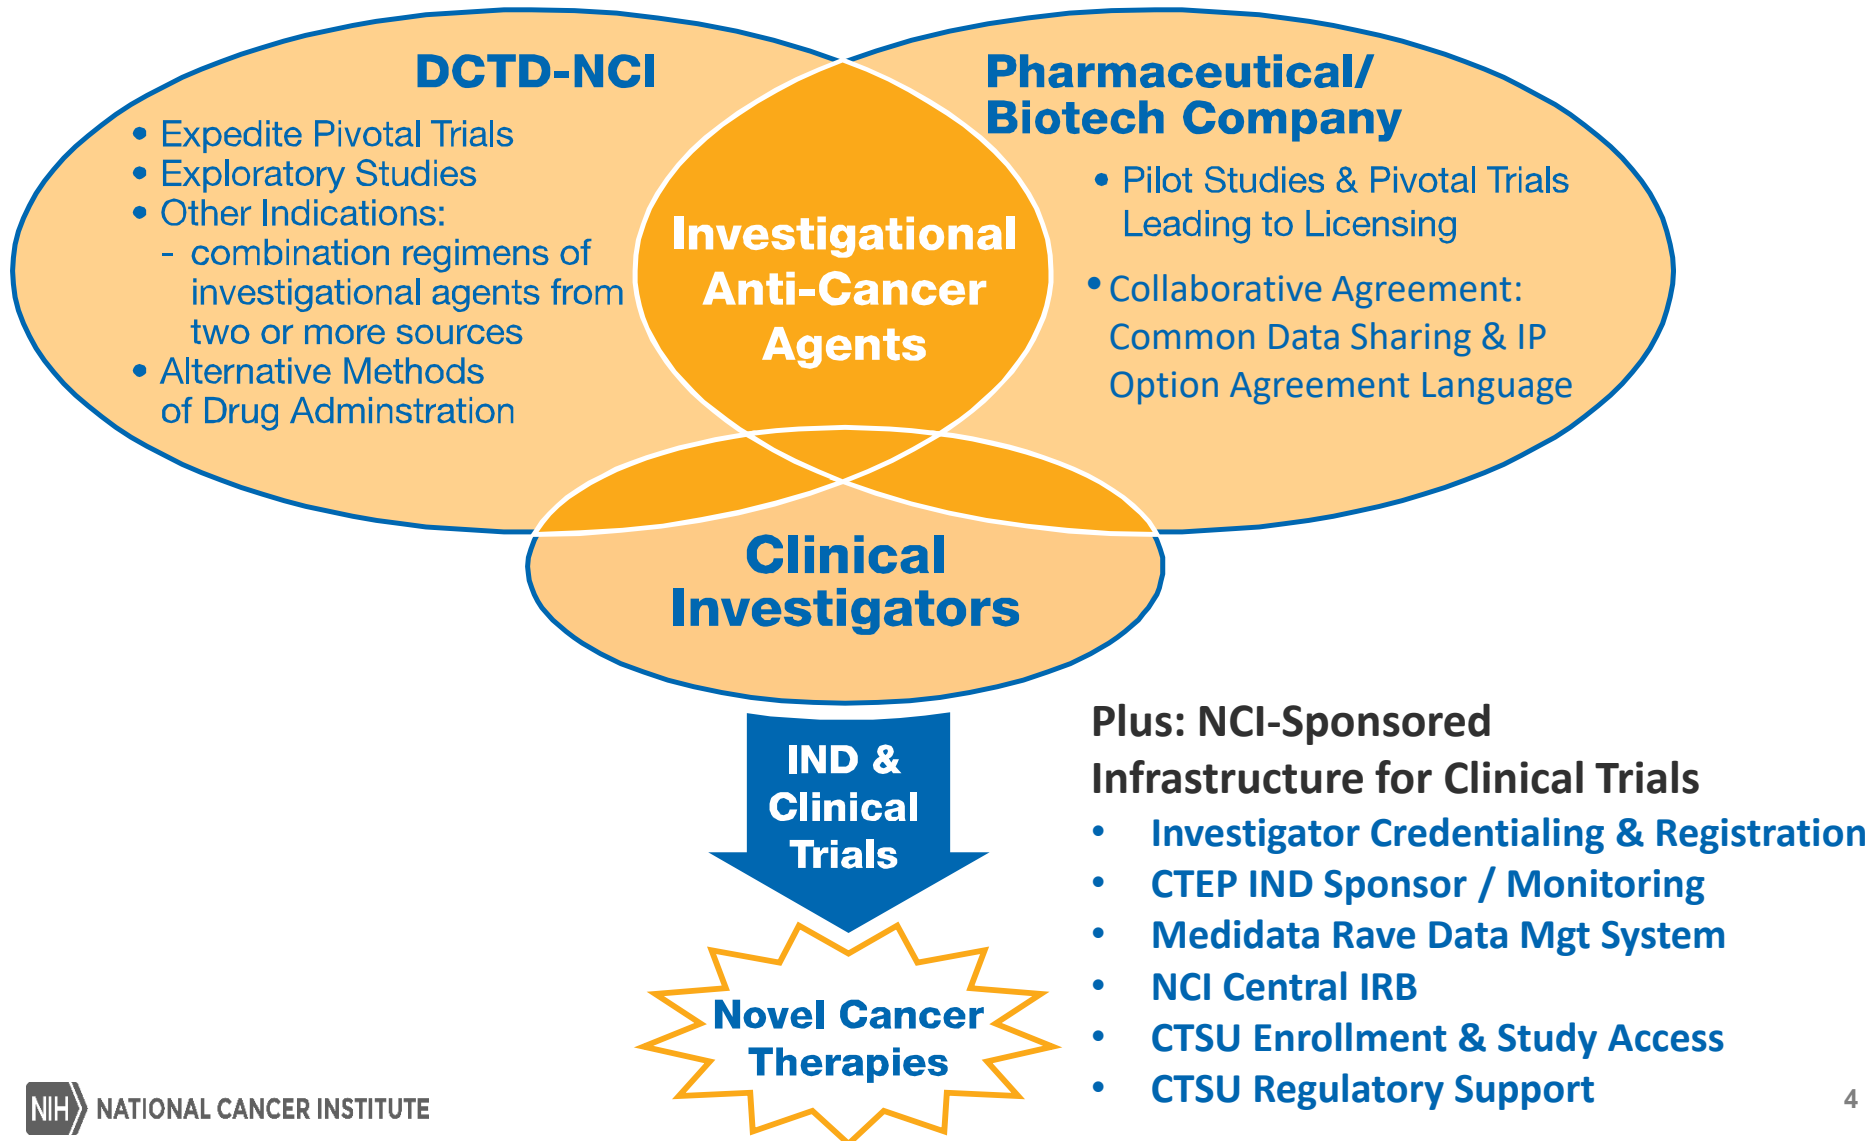 DCTD-NCI
• Expedite Pivotal Trials
• Exploratory Studies
• Other Indications:
- combination regimens of
investigational agents from
two or more sources
• Alternative Methods
of Drug Adminstration
Pharmaceutical/
Biotech Company
• Pilot Studies & Pivotal Trials
Leading to Licensing
• Collaborative Agreement:
Common Data Sharing & IP
Option Agreement Language
Investigational
Anti-Cancer
Agents
Clinical
Investigators
IND &
Clinical
Trials
Novel Cancer
Therapies
Plus: NCI-Sponsored
Infrastructure for Clinical Trials
• Investigator Credentialing & Registration
• CTEP IND Sponsor / Monitoring
• Medidata Rave Data Mgt System
• NCI Central IRB
• CTSU Enrollment & Study Access
• CTSU Regulatory Support
NIH NATIONAL CANCER INSTITUTE
4